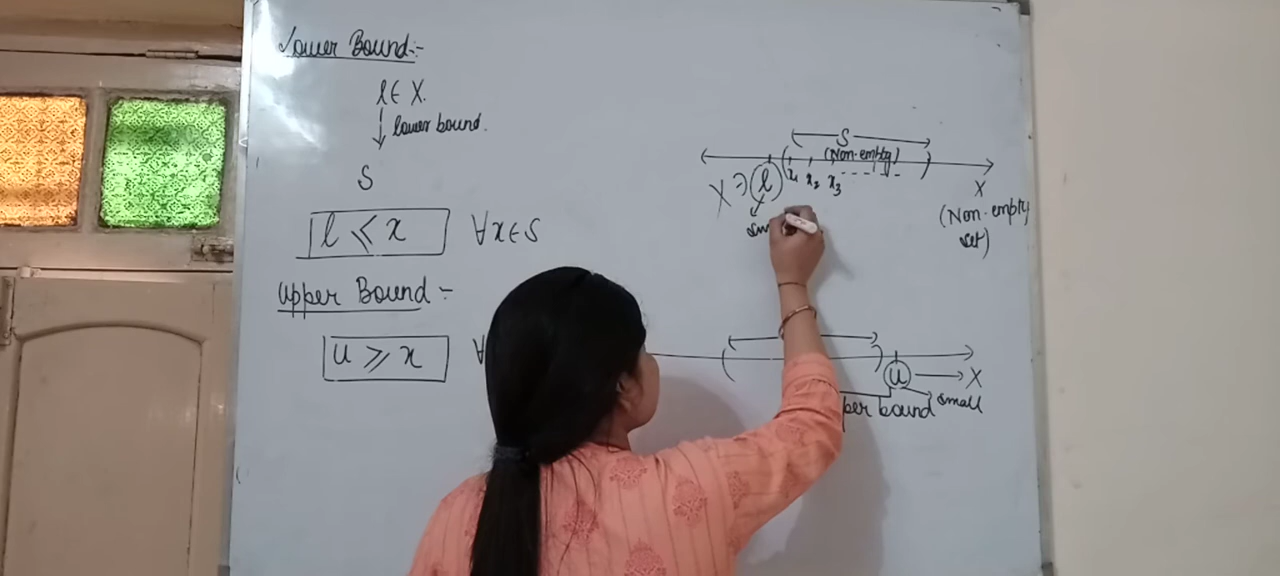 Lower Bound:-
l ∈ X.
↓ lower bound.
S
l ≤ x ∀x∈S
Upper Bound :-
u ≥ x ∀
S
(Non-empty)
x₁ x₂ x₃ - - - - - -
X ∋ l
X
(Non-empty
set)
u → X
small
per bound